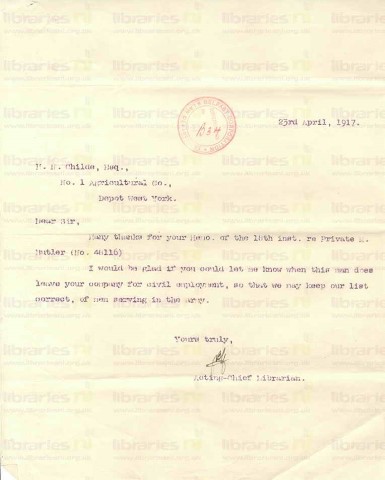 23rd April, 1917.
H. H. Childe, Esq.,
No. 1 Agricultural Co.,
Depot West York.
Dear Sir,
Many thanks for your Memo. of the 18th inst. re Private
Butler (No. 48116)
I would be glad if you could let me know when this man does
leave your company for civil employment, so that we may keep our list
correct, of men serving in the army.
Yours truly,
Acting-Chief Librarian.